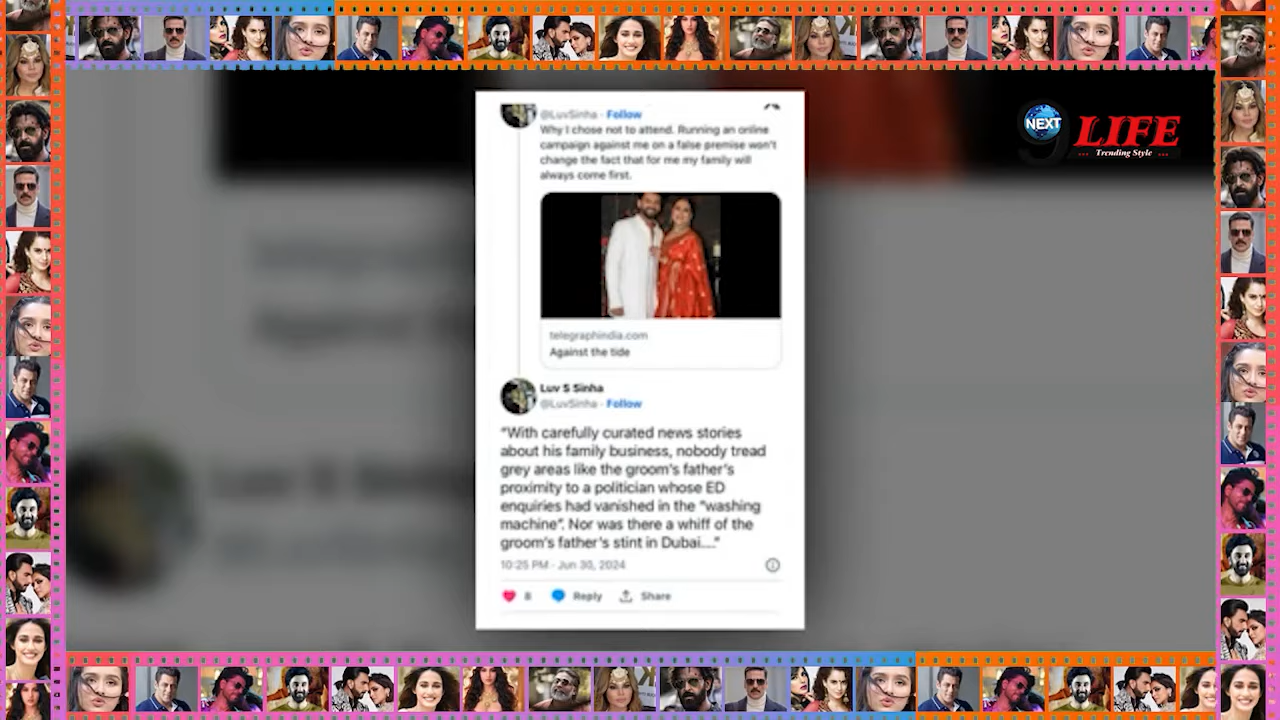 @LuvSinha · Follow
Why I chose not to attend. Running an online
campaign against me on a false premise won't
change the fact that for me my family will
always come first.
telegraphindia.com
Against the tide
Luv S Sinha
@LuvSinha · Follow
"With carefully curated news stories
about his family business, nobody tread
grey areas like the groom's father's
proximity to a politician whose ED
enquiries had vanished in the "washing
machine". Nor was there a whiff of the
groom's father's stint in Dubai...."
10:25 PM · Jun 30, 2024
8 Reply Share
NEXT
9 LIFE
... Trending Style ...